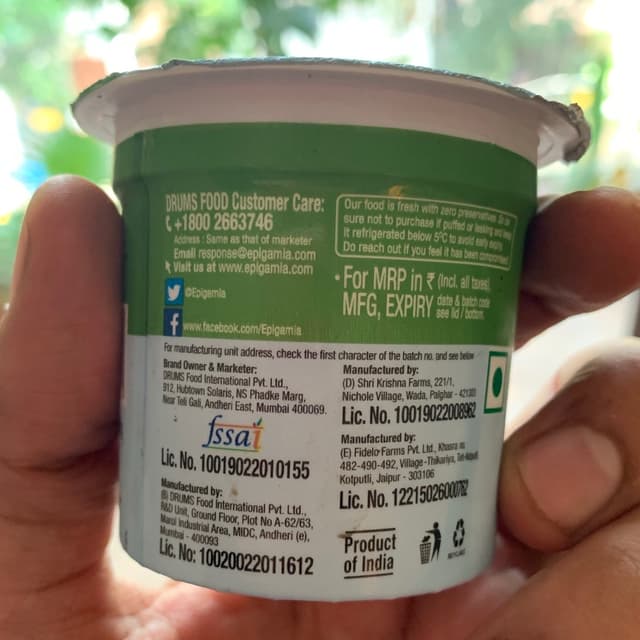 DRUMS FOOD Customer Care:
+1800 2663746
Address : Same as that of marketer
Email response@epigamia.com
Visit us at www.epigamia.com
@Epigamia
www.facebook.com/Epigamia
Our food is fresh with zero preservatives. So be
sure not to purchase if puffed or leaking and keep
it refrigerated below 5°C to avoid early expiry.
Do reach out if you feel it has been compromised
• For MRP in ₹ (Incl. all taxes)
MFG, EXPIRY date & batch code
see lid / bottom
For manufacturing unit address, check the first character of the batch no. and see below
Brand Owner & Marketer:
DRUMS Food International Pvt. Ltd.,
912, Hubtown Solaris, NS Phadke Marg,
Near Teli Gali, Andheri East, Mumbai 400069.
fssai
Lic. No. 10019022010155
Manufactured by:
(B) DRUMS Food International Pvt. Ltd.,
R&D Unit, Ground Floor, Plot No A-62/63,
Marol Industrial Area, MIDC, Andheri (e),
Mumbai - 400093
Lic. No: 10020022011612
Manufactured by:
(D) Shri Krishna Farms, 221/1,
Nichole Village, Wada, Palghar - 421303
Lic. No. 10019022008962
Manufactured by:
(E) Fidelo Farms Pvt. Ltd., Khasra no.
482-490-492, Village-Thikariya,
Kotputli, Jaipur - 303106
Lic. No. 12215026000762
Product
of India
RECYCLABLE